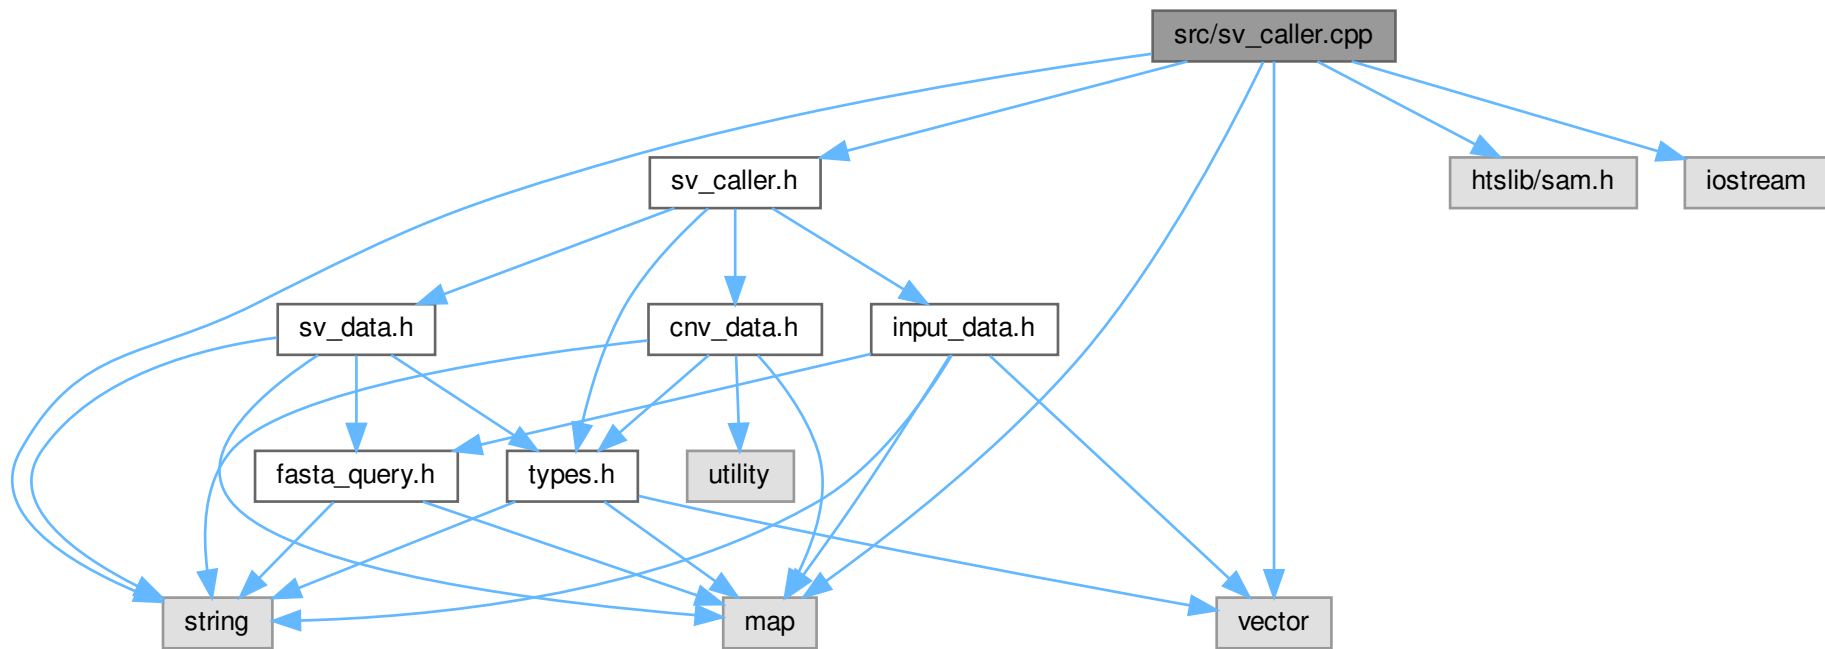 src/sv_caller.cpp
sv_caller.h
htslib/sam.h
iostream
sv_data.h
cnv_data.h
input_data.h
fasta_query.h
types.h
utility
string
map
vector